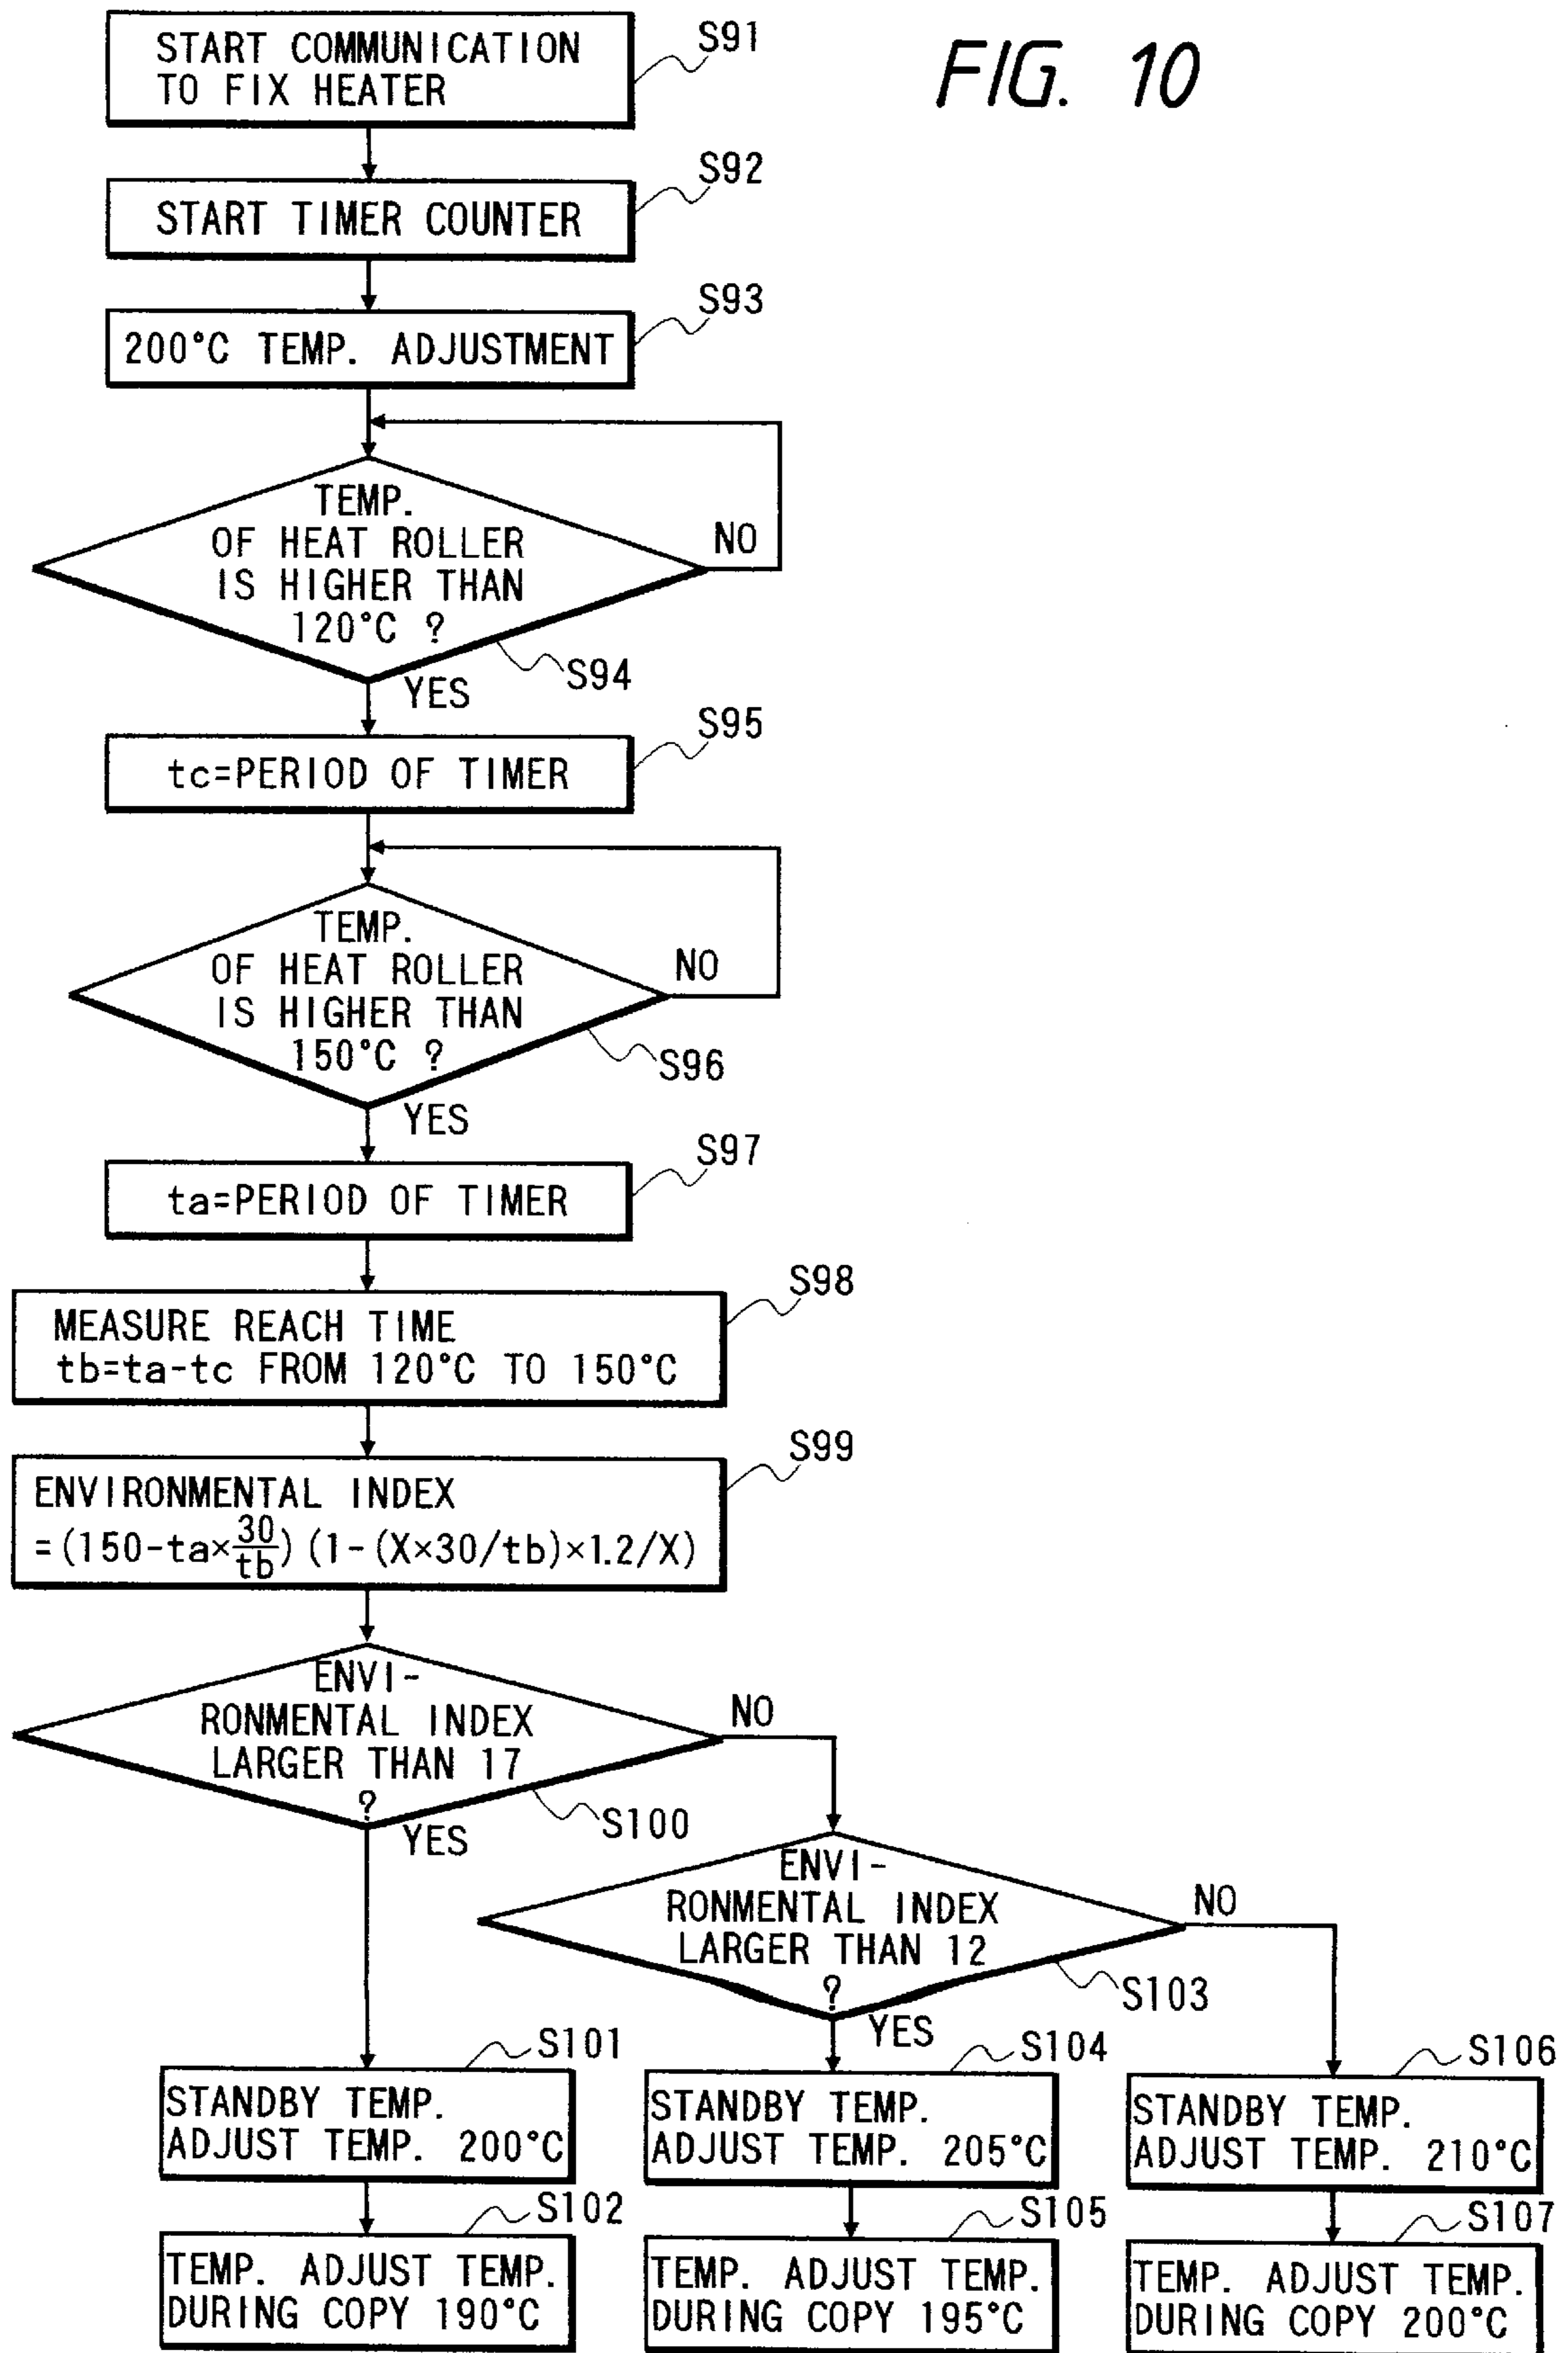 FIG. 10
START COMMUNICATION
TO FIX HEATER
S91
START TIMER COUNTER
S92
200°C TEMP. ADJUSTMENT
S93
TEMP.
OF HEAT ROLLER
IS HIGHER THAN
120°C ?
NO
S94
YES
tc=PERIOD OF TIMER
S95
TEMP.
OF HEAT ROLLER
IS HIGHER THAN
150°C ?
NO
S96
YES
ta=PERIOD OF TIMER
S97
MEASURE REACH TIME
tb=ta-tc FROM 120°C TO 150°C
S98
ENVIRONMENTAL INDEX
=(150-ta×30/tb)(1-(X×30/tb)×1.2/X)
S99
ENVI-
RONMENTAL INDEX
LARGER THAN 17
?
NO
S100
YES
ENVI-
RONMENTAL INDEX
LARGER THAN 12
?
NO
S103
YES
S101
STANDBY TEMP.
ADJUST TEMP. 200°C
S102
TEMP. ADJUST TEMP.
DURING COPY 190°C
S104
STANDBY TEMP.
ADJUST TEMP. 205°C
S105
TEMP. ADJUST TEMP.
DURING COPY 195°C
S106
STANDBY TEMP.
ADJUST TEMP. 210°C
S107
TEMP. ADJUST TEMP.
DURING COPY 200°C